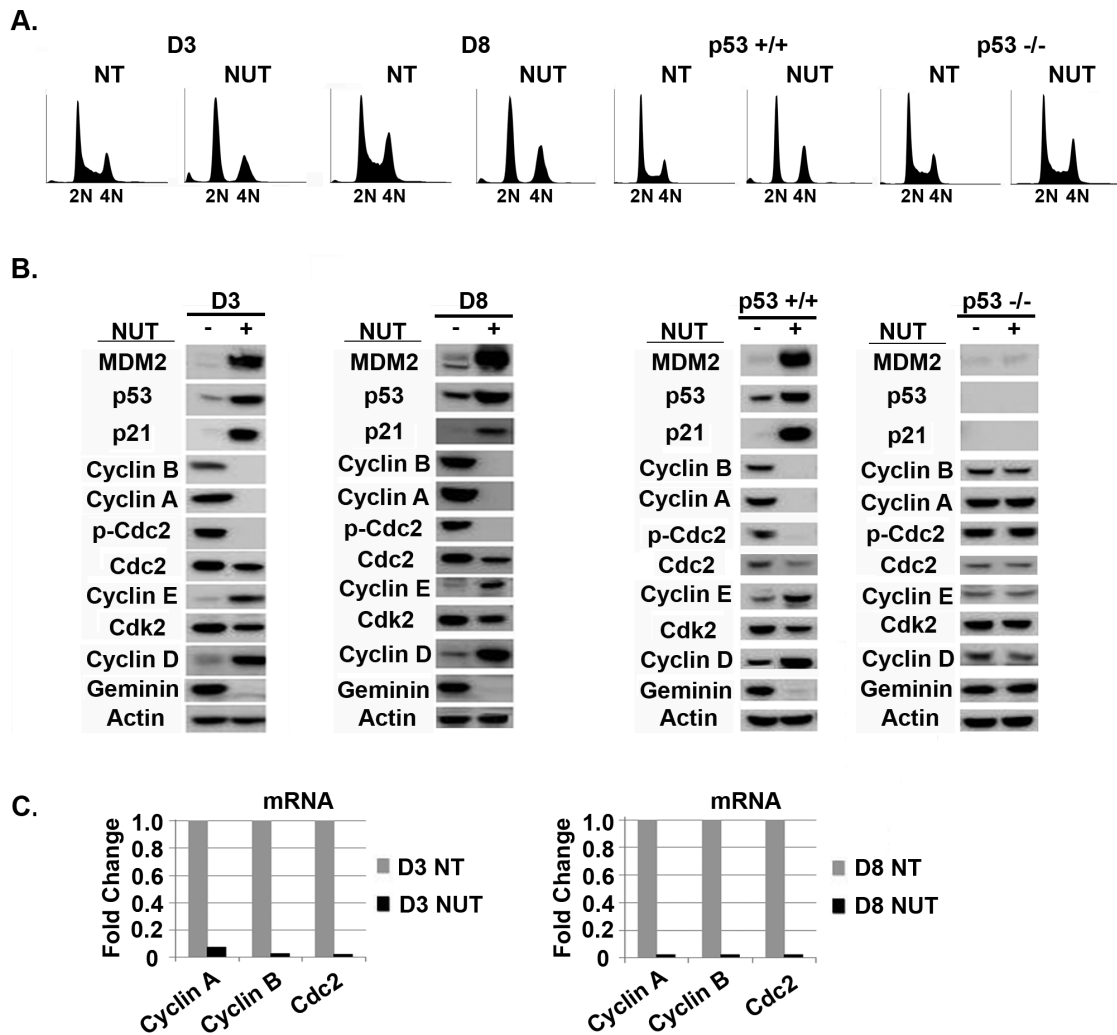 A.
D3 D8 p53 +/+ p53 -/-
NT NUT NT NUT NT NUT NT NUT
2N 4N 2N 4N 2N 4N 2N 4N 2N 4N 2N 4N 2N 4N 2N 4N
B.
D3
NUT - +
MDM2
p53
p21
Cyclin B
Cyclin A
p-Cdc2
Cdc2
Cyclin E
Cdk2
Cyclin D
Geminin
Actin
D8
NUT - +
MDM2
p53
p21
Cyclin B
Cyclin A
p-Cdc2
Cdc2
Cyclin E
Cdk2
Cyclin D
Geminin
Actin
p53 +/+
NUT - +
MDM2
p53
p21
Cyclin B
Cyclin A
p-Cdc2
Cdc2
Cyclin E
Cdk2
Cyclin D
Geminin
Actin
p53 -/-
NUT - +
MDM2
p53
p21
Cyclin B
Cyclin A
p-Cdc2
Cdc2
Cyclin E
Cdk2
Cyclin D
Geminin
Actin
C.
mRNA
Fold Change
1.0
0.8
0.6
0.4
0.2
0
Cyclin A
Cyclin B
Cdc2
D3 NT
D3 NUT
mRNA
Fold Change
1.0
0.8
0.6
0.4
0.2
0
Cyclin A
Cyclin B
Cdc2
D8 NT
D8 NUT